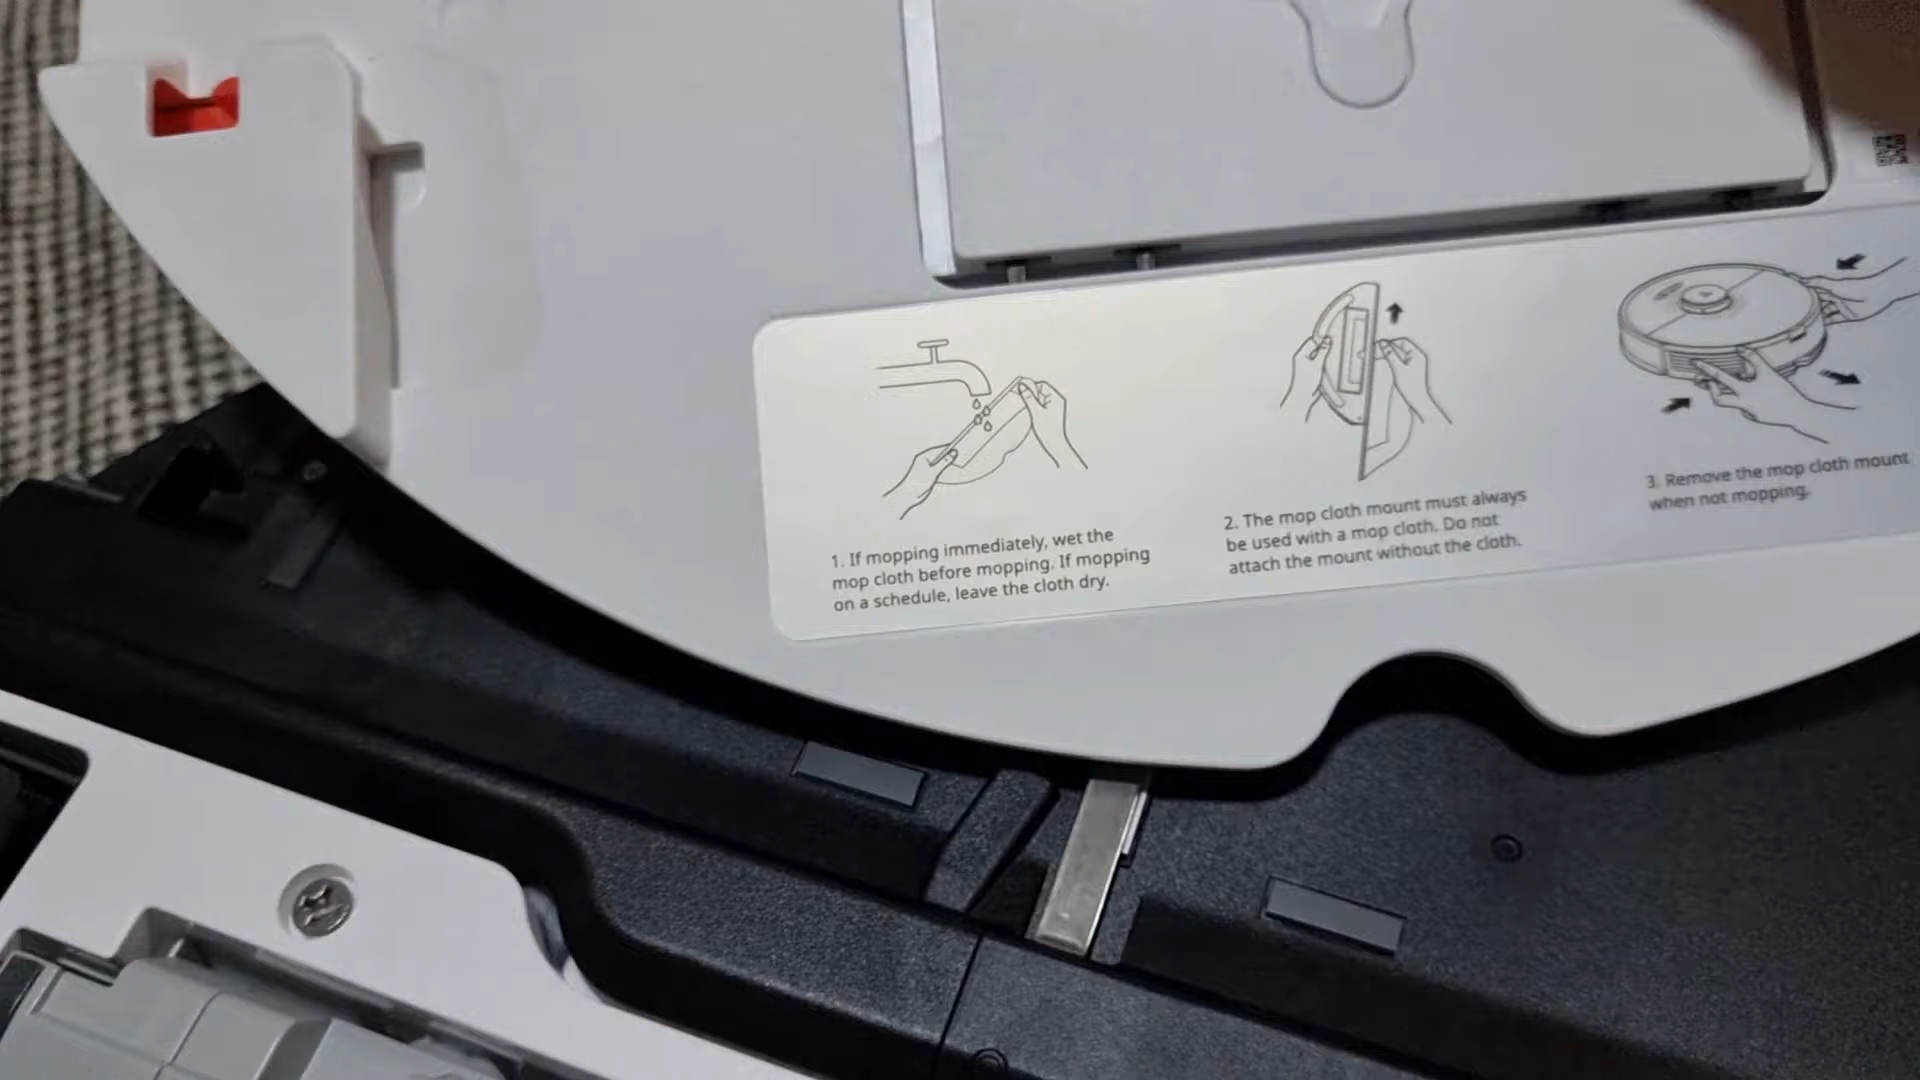 1. If mopping immediately, wet the
mop cloth before mopping. If mopping
on a schedule, leave the cloth dry.
2. The mop cloth mount must always
be used with a mop cloth. Do not
attach the mount without the cloth.
3. Remove the mop cloth mount
when not mopping.